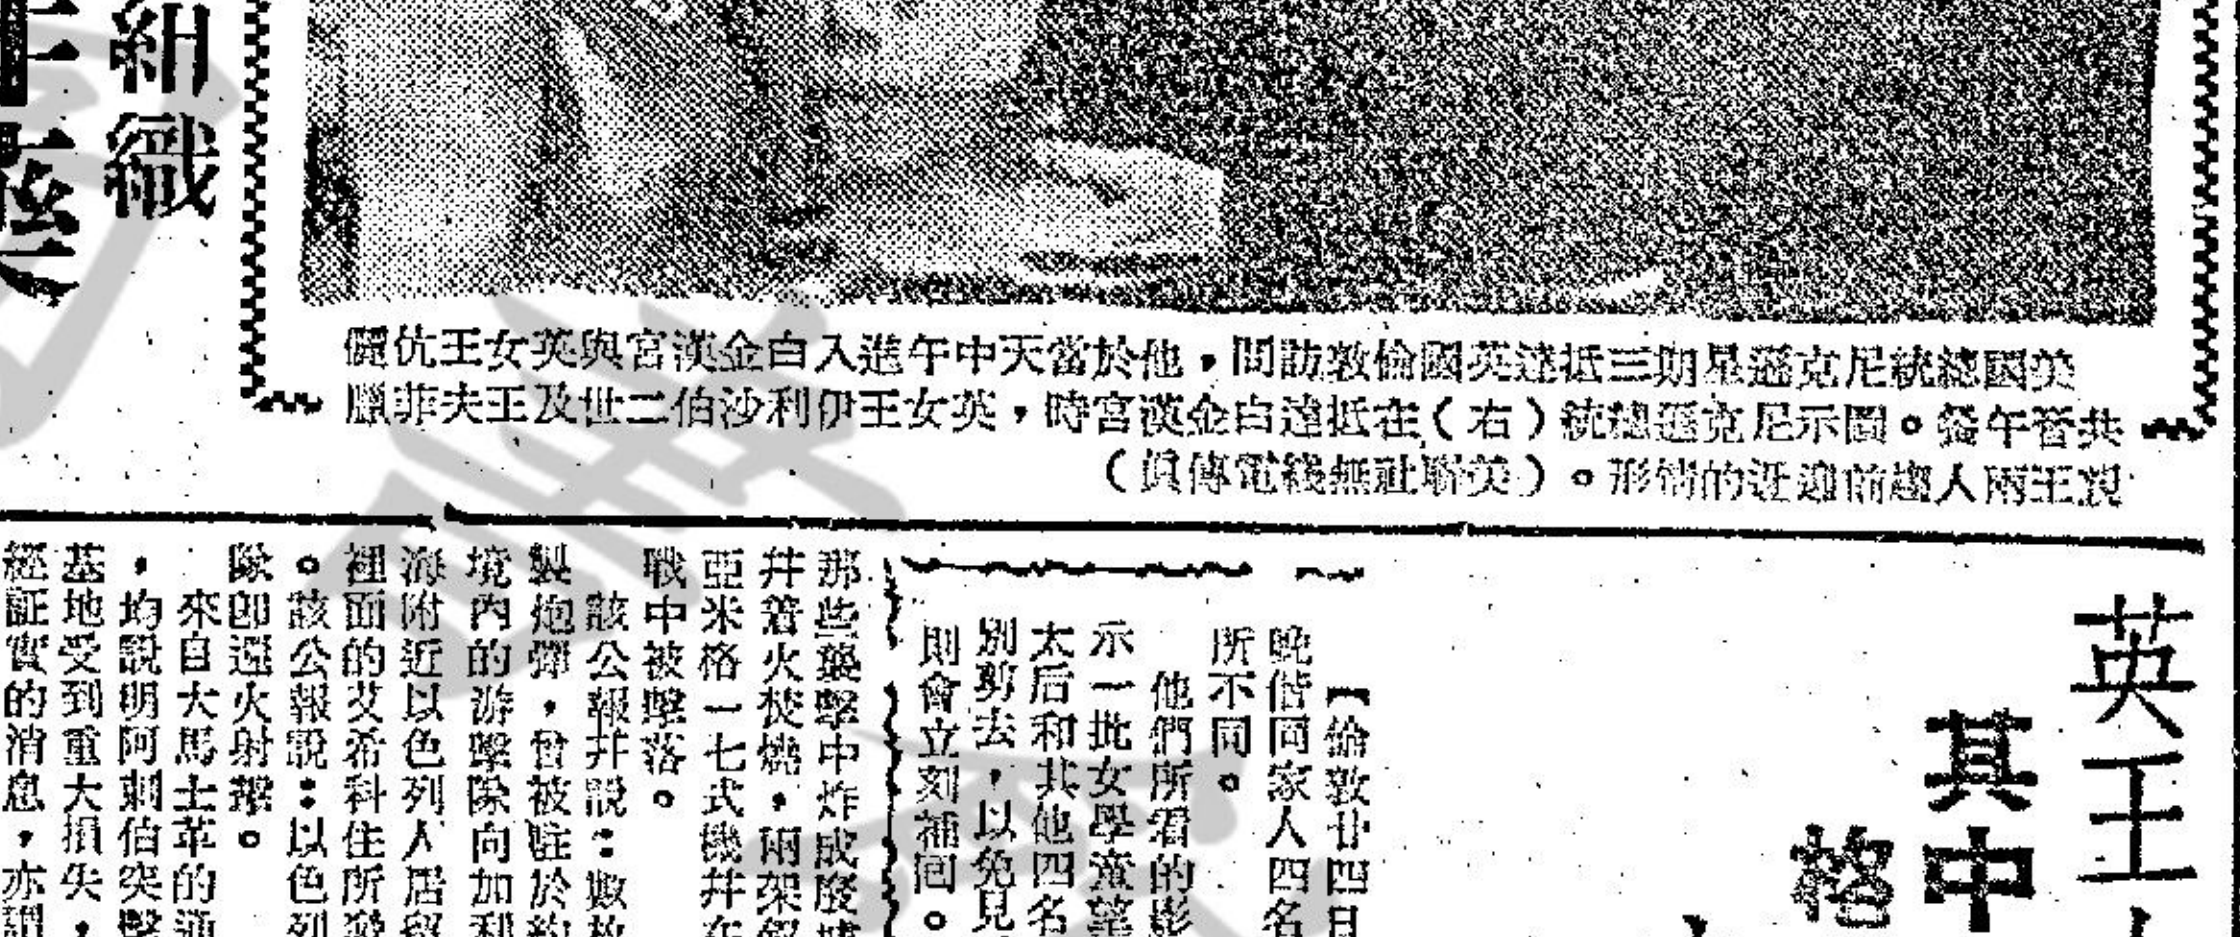 美國總統尼克遜星期三抵達英國倫敦訪問，他於當天中午進入白金漢宮與英女王伉儷
共晋午餐。圖示尼克遜總統（右）在抵達白金漢宮時，英女王伊利沙伯二世及王夫菲臘
親王兩人趨前迎迓的情形。（美聯社無綫電傳真）
英王
其中
格
【倫敦廿四日
晚偕同家人四名
所不同。
他們所看的影
示一批女學童
太后和其他四名
別剪去，以免見
則會立刻補回。
那些襲擊中炸成廢墟
井着火焚燒，兩架
亞米格一七式機并在
戰中被擊落。
該公報并說：數枚
製炮彈，曾被駐於約
境內的游擊隊向加利
海附近以色列人居
裡面的艾希科住所
。該公報說：以色列
隊卽還火射擊。
來自大馬士革的
，均說明阿剌伯突擊
基地受到重大損失，
經証實的消息，亦謂
組織